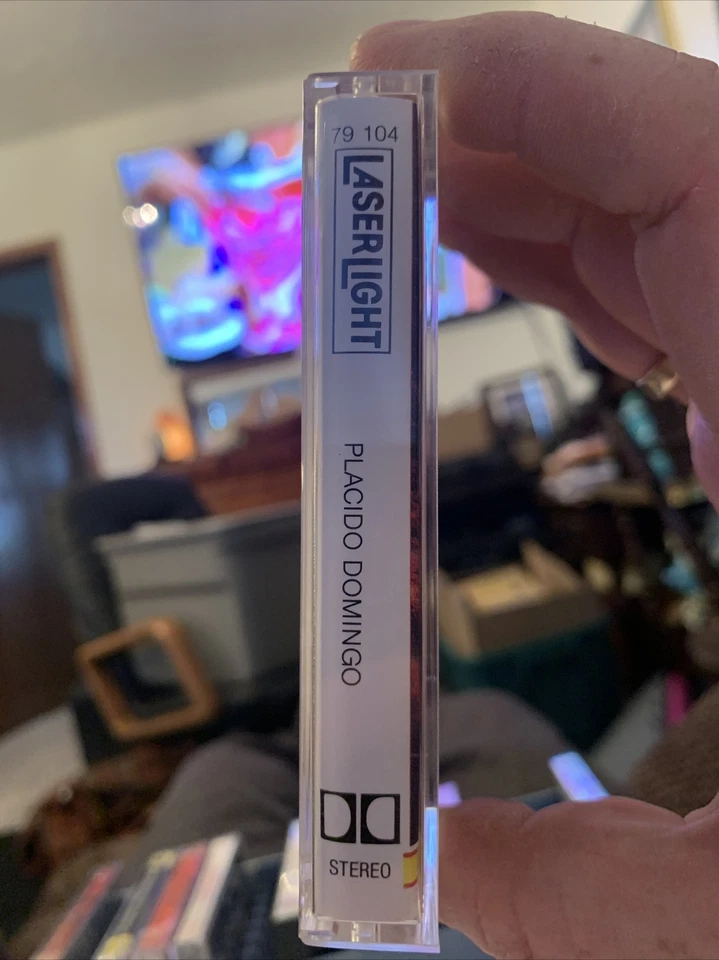 79 104
LASERLIGHT
PLACIDO DOMINGO
STEREO